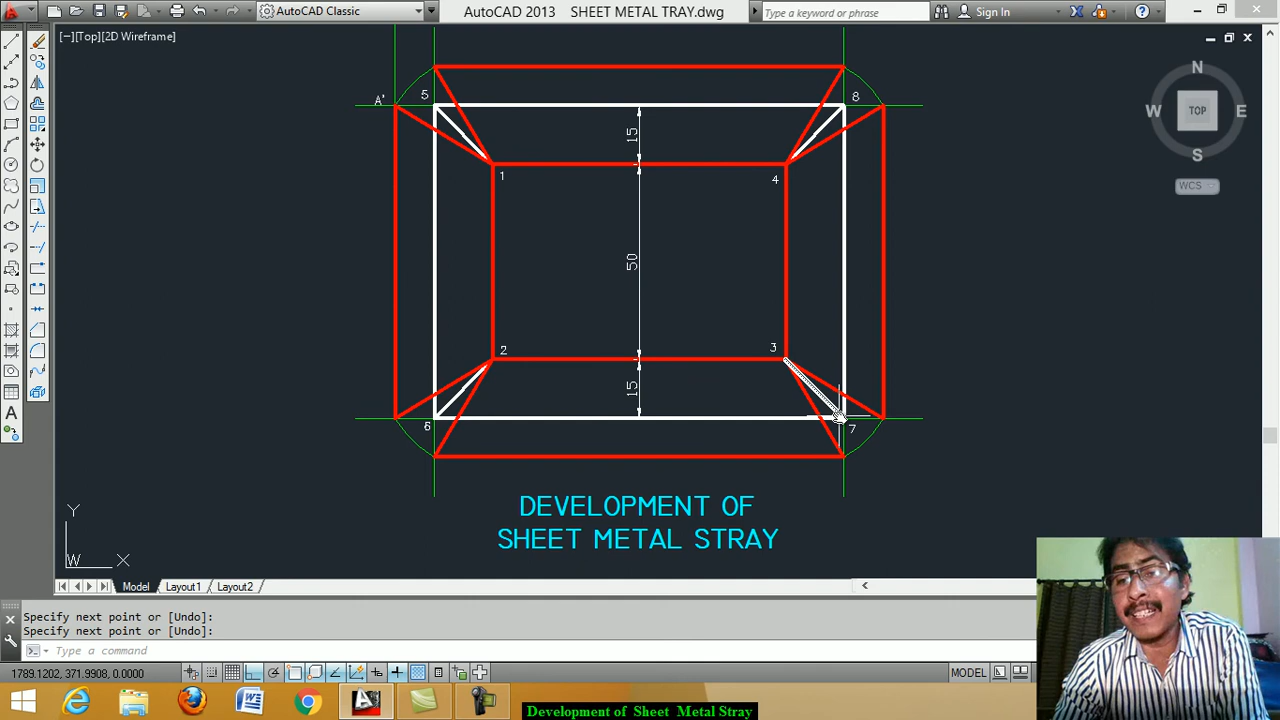 AutoCAD Classic
AutoCAD 2013 SHEET METAL TRAY.dwg
Type a keyword or phrase
Sign In
[−][Top][2D Wireframe]
N
W
TOP
E
S
WCS
A'
5
8
15
1
4
50
2
3
15
6
7
DEVELOPMENT OF
SHEET METAL STRAY
Y
W
X
Model
Layout1
Layout2
Specify next point or [Undo]:
Specify next point or [Undo]:
Type a command
1789.1202, 371.9908, 0.0000
MODEL
Development of Sheet Metal Stray